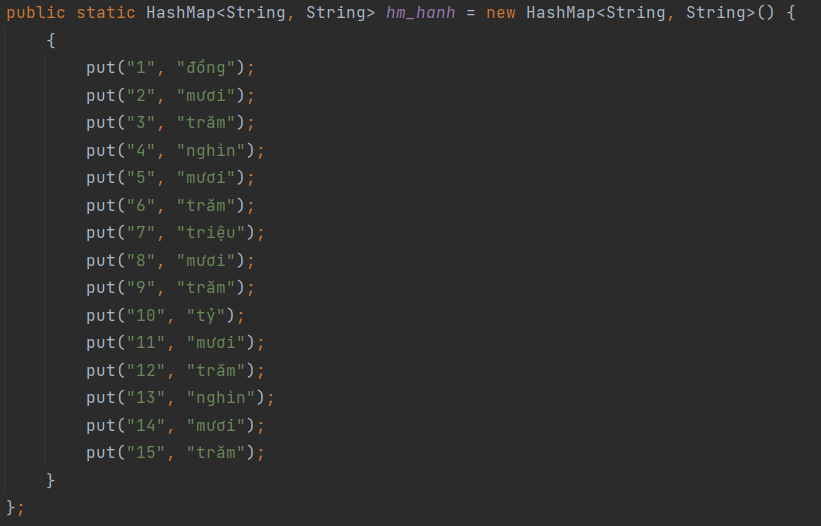 public static HashMap<String, String> hm_hanh = new HashMap<String, String>() {
{
put("1", "đồng");
put("2", "mươi");
put("3", "trăm");
put("4", "nghìn");
put("5", "mươi");
put("6", "trăm");
put("7", "triệu");
put("8", "mươi");
put("9", "trăm");
put("10", "tỷ");
put("11", "mươi");
put("12", "trăm");
put("13", "nghìn");
put("14", "mươi");
put("15", "trăm");
}
};